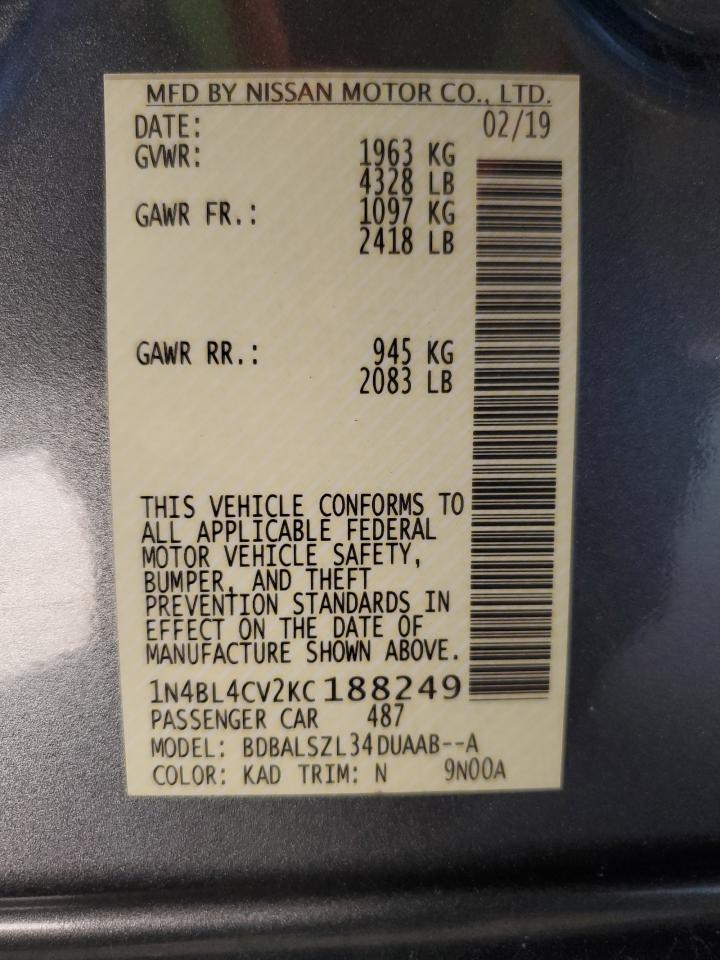 MFD BY NISSAN MOTOR CO., LTD.
DATE: 02/19
GVWR: 1963 KG
4328 LB
GAWR FR.: 1097 KG
2418 LB
GAWR RR.: 945 KG
2083 LB
THIS VEHICLE CONFORMS TO
ALL APPLICABLE FEDERAL
MOTOR VEHICLE SAFETY,
BUMPER, AND THEFT
PREVENTION STANDARDS IN
EFFECT ON THE DATE OF
MANUFACTURE SHOWN ABOVE.
1N4BL4CV2KC188249
PASSENGER CAR 487
MODEL: BDBALSZL34DUAAB--A
COLOR: KAD TRIM: N 9N00A